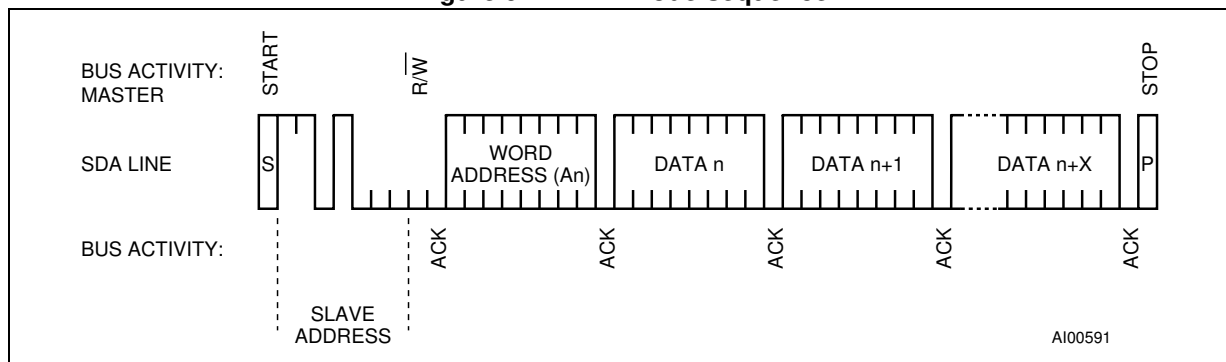 BUS ACTIVITY:
MASTER
START
R/W
STOP
SDA LINE
S
WORD
ADDRESS (An)
DATA n
DATA n+1
DATA n+X
P
BUS ACTIVITY:
ACK
ACK
ACK
ACK
ACK
SLAVE
ADDRESS
AI00591